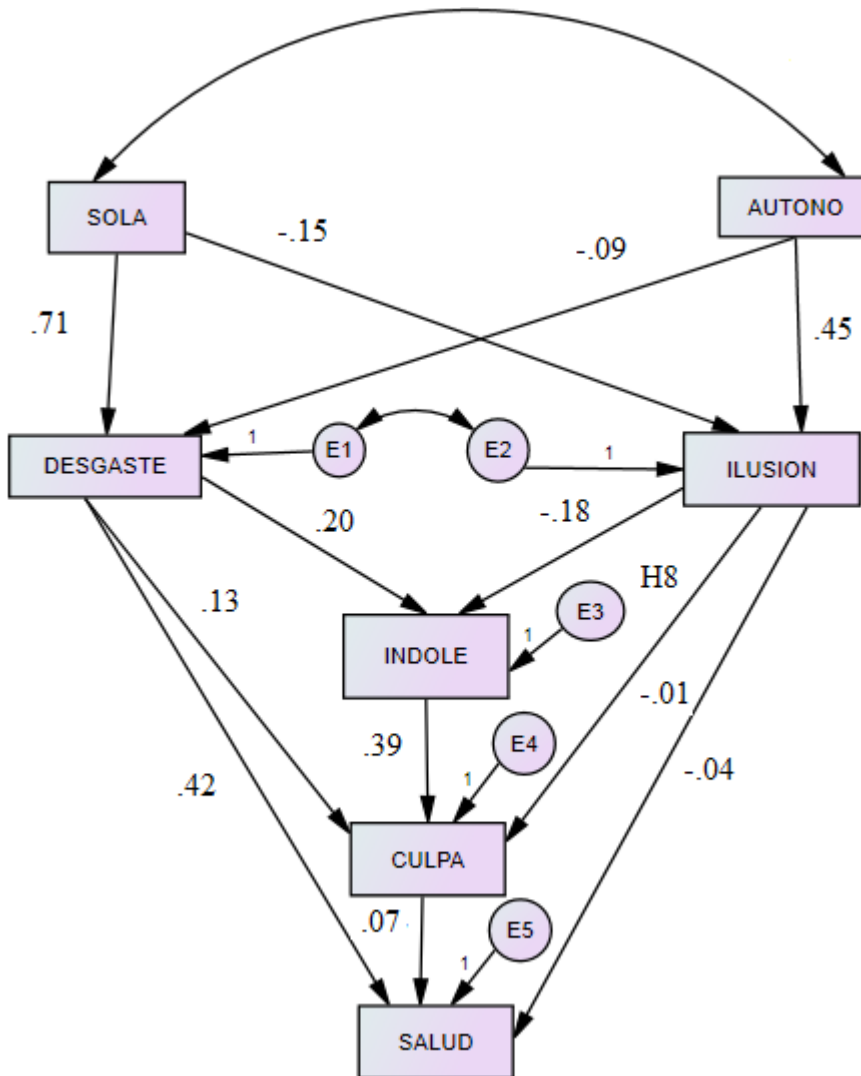 SOLA
AUTONO
-.15
-.09
.71
.45
DESGASTE
1
E1
E2
1
ILUSION
.20
-.18
.13
H8
E3
1
INDOLE
-.01
.39
E4
.42
1
-.04
CULPA
.07
E5
1
SALUD